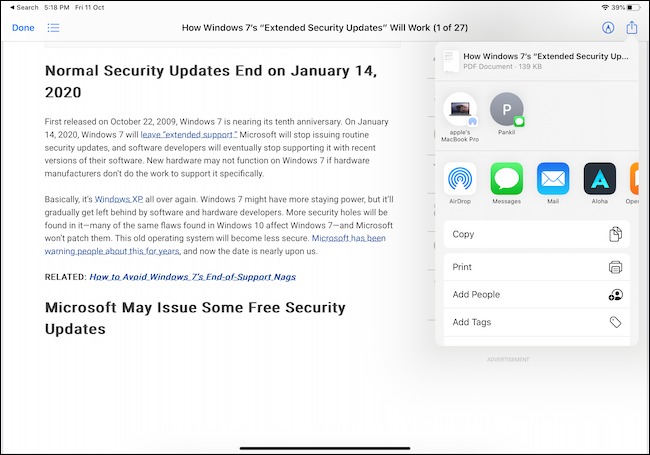 Search 5:18 PM Fri 11 Oct 39%
Done How Windows 7's “Extended Security Updates” Will Work (1 of 27)
Normal Security Updates End on January 14,
2020
First released on October 22, 2009, Windows 7 is nearing its tenth anniversary. On January
14, 2020, Windows 7 will leave “extended support.” Microsoft will stop issuing routine
security updates, and software developers will eventually stop supporting it with recent
versions of their software. New hardware may not function on Windows 7 if hardware
manufacturers don't do the work to support it specifically.
Basically, it's Windows XP all over again. Windows 7 might have more staying power, but it'll
gradually get left behind by software and hardware developers. More security holes will be
found in it—many of the same flaws found in Windows 10 affect Windows 7—and Microsoft
won't patch them. This old operating system will become less secure. Microsoft has been
warning people about this for years, and now the date is nearly upon us.
RELATED: How to Avoid Windows 7's End-of-Support Nags
Microsoft May Issue Some Free Security
Updates
How Windows 7's “Extended Security Up...
PDF Document · 139 KB
P
apple's
MacBook Pro
Pankil
AirDrop Messages Mail Aloha Oper
Copy
Print
Add People
Add Tags
ADVERTISEMENT